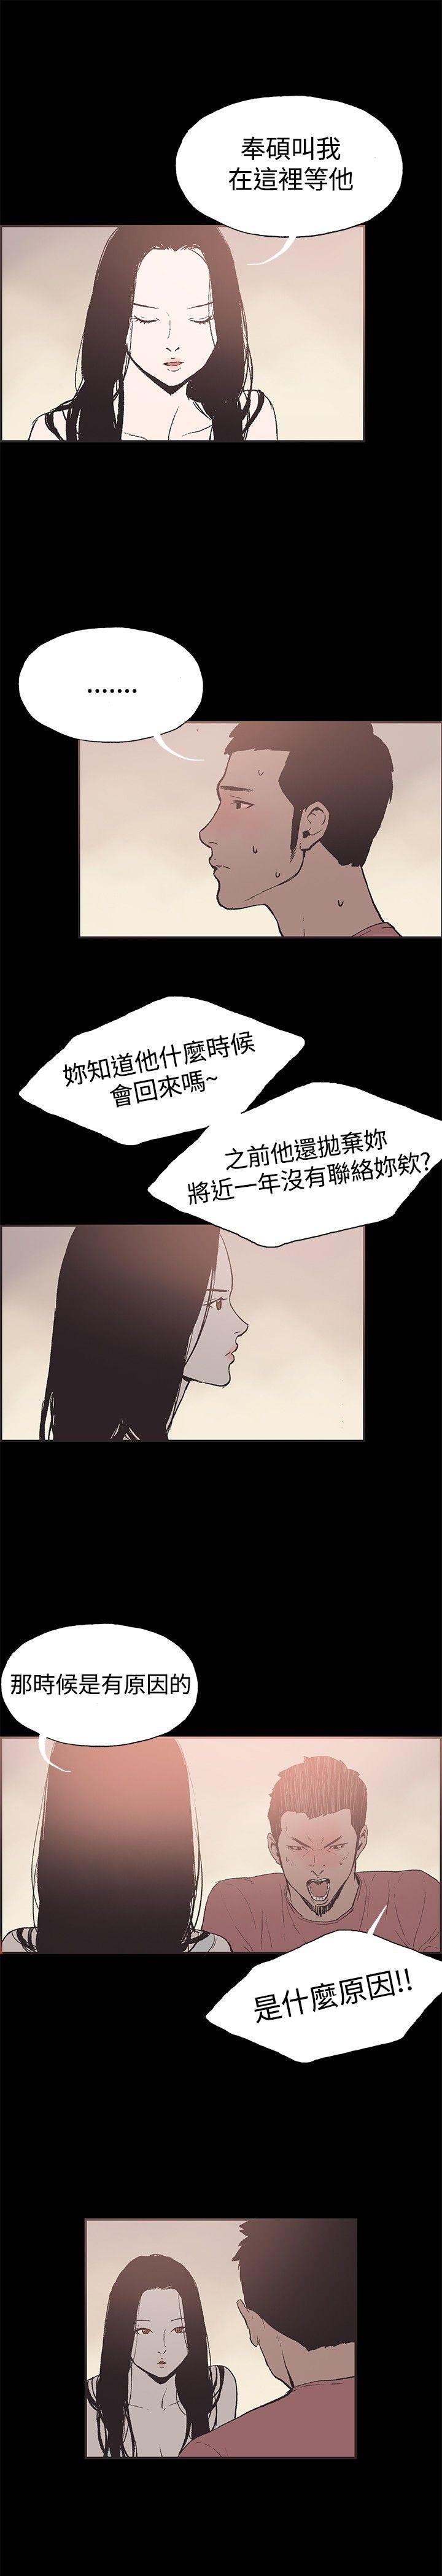 奉碩叫我
在這裡等他
.......
妳知道他什麼時候
會回來嗎~
之前他還拋棄妳
將近一年沒有聯絡妳欸?
那時候是有原因的
是什麼原因!!